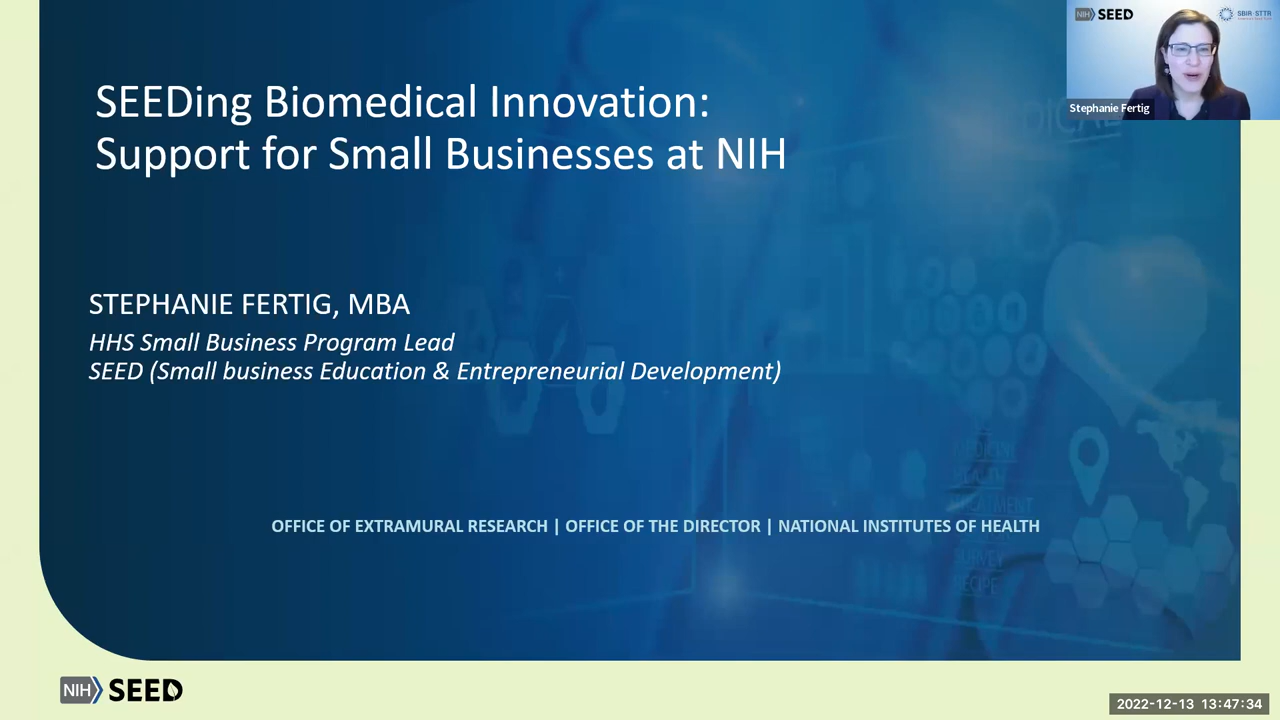 SEEDing Biomedical Innovation:
Support for Small Businesses at NIH
STEPHANIE FERTIG, MBA
HHS Small Business Program Lead
SEED (Small business Education & Entrepreneurial Development)
OFFICE OF EXTRAMURAL RESEARCH | OFFICE OF THE DIRECTOR | NATIONAL INSTITUTES OF HEALTH
NIH SEED
NIH SEED
SBIR·STTR
Stephanie Fertig
SURVEY
RECIPE
2022-12-13 13:47:34